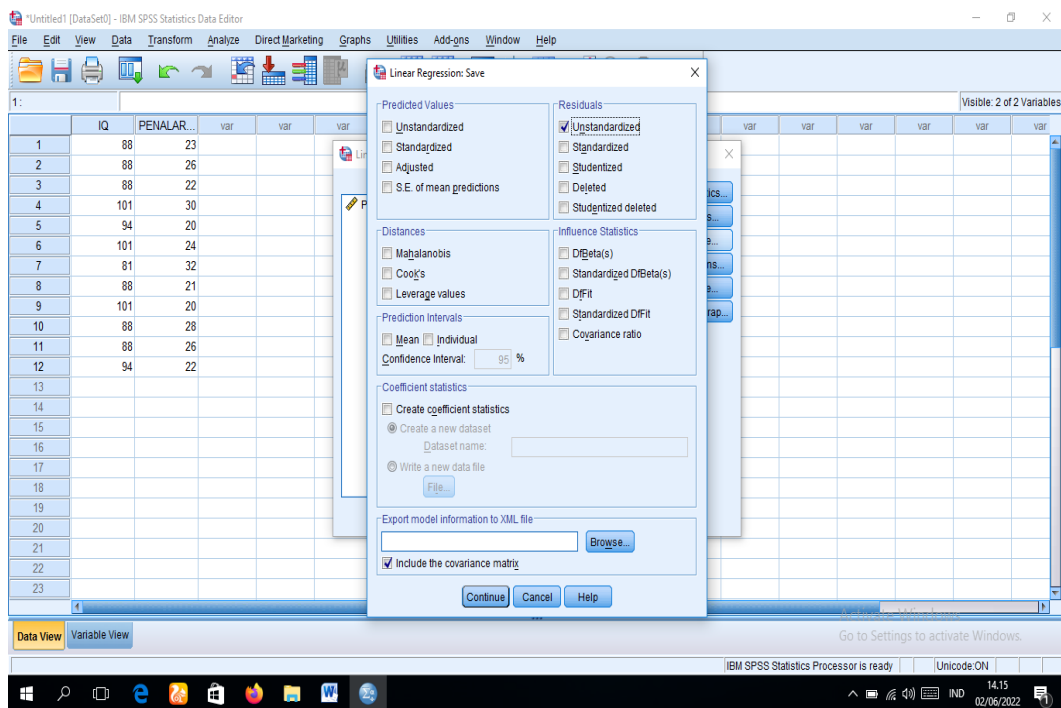 *Untitled1 [DataSet0] - IBM SPSS Statistics Data Editor
File Edit View Data Transform Analyze Direct Marketing Graphs Utilities Add-ons Window Help
1 :
Visible: 2 of 2 Variables
IQ PENALAR... var var var var var var var var var
1 88 23
2 88 26
3 88 22
4 101 30
5 94 20
6 101 24
7 81 32
8 88 21
9 101 20
10 88 28
11 88 26
12 94 22
13
14
15
16
17
18
19
20
21
22
23
Linear Regression: Save
Predicted Values
Unstandardized
Standardized
Adjusted
S.E. of mean predictions
Residuals
Unstandardized
Standardized
Studentized
Deleted
Studentized deleted
Distances
Mahalanobis
Cook's
Leverage values
Influence Statistics
DfBeta(s)
Standardized DfBeta(s)
DfFit
Standardized DfFit
Covariance ratio
Prediction Intervals
Mean Individual
Confidence Interval: 95 %
Coefficient statistics
Create coefficient statistics
Create a new dataset
Dataset name:
Write a new data file
File...
Export model information to XML file
Browse...
Include the covariance matrix
Continue Cancel Help
Activate Windows
Go to Settings to activate Windows.
Data View Variable View
IBM SPSS Statistics Processor is ready Unicode:ON
IND 14.15
02/06/2022